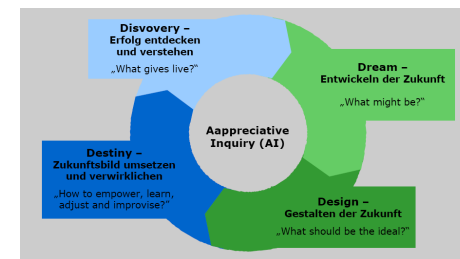 Disvovery –
Erfolg entdecken
und verstehen
„What gives live?“
Dream –
Entwickeln der Zukunft
„What might be?“
Aappreciative
Inquiry (AI)
Destiny –
Zukunftsbild umsetzen
und verwirklichen
„How to empower, learn,
adjust and improvise?“
Design –
Gestalten der Zukunft
„What should be the ideal?“